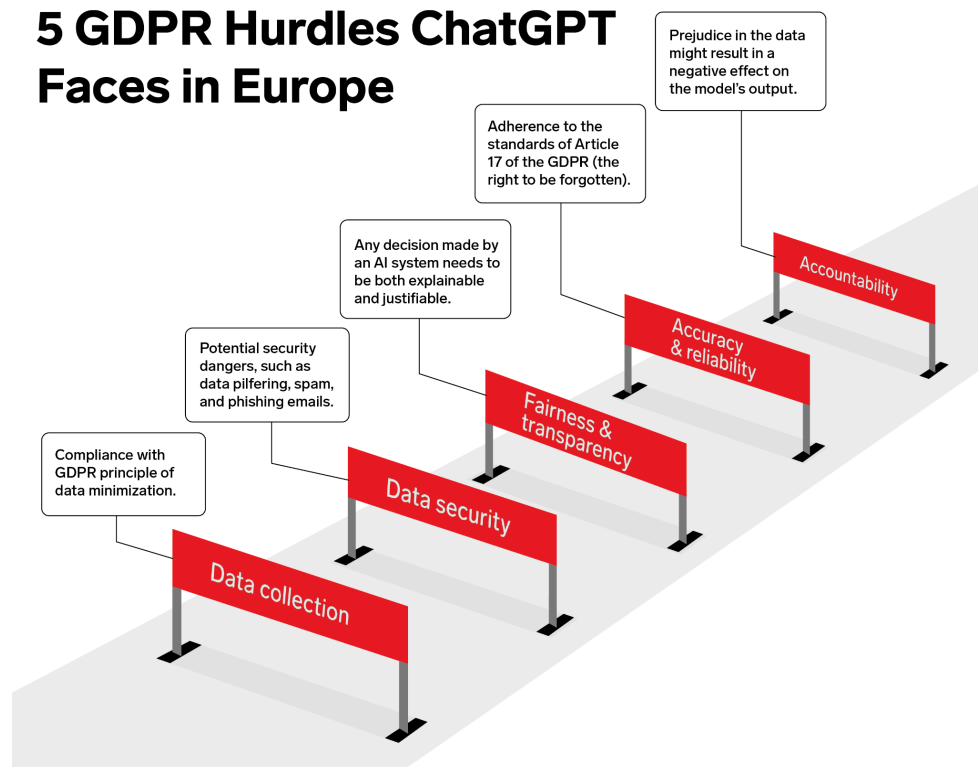 5 GDPR Hurdles ChatGPT
Faces in Europe
Compliance with
GDPR principle of
data minimization.
Data collection
Potential security
dangers, such as
data pilfering, spam,
and phishing emails.
Data security
Any decision made by
an AI system needs to
be both explainable
and justifiable.
Fairness &
transparency
Adherence to the
standards of Article
17 of the GDPR (the
right to be forgotten).
Accuracy
& reliability
Prejudice in the data
might result in a
negative effect on
the model's output.
Accountability